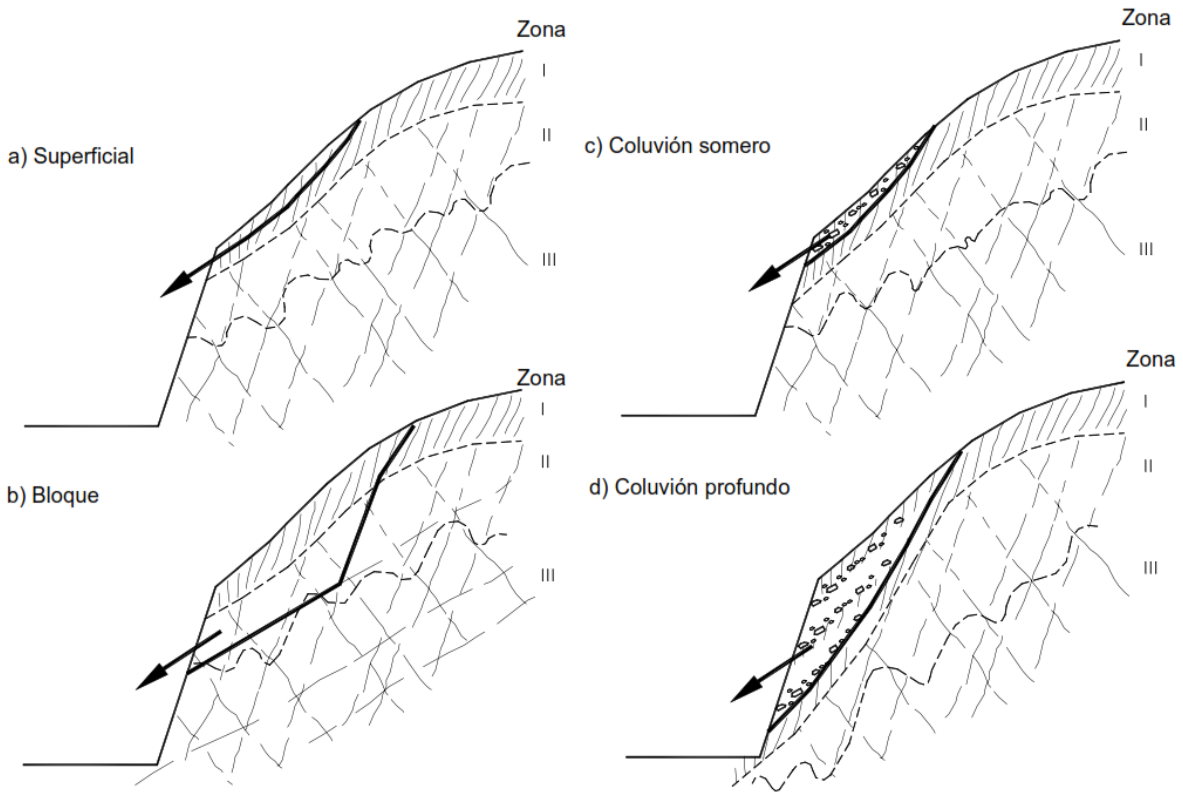 Zona
I
II
III
a) Superficial
Zona
I
II
III
c) Coluvión somero
Zona
I
II
III
b) Bloque
Zona
I
II
III
d) Coluvión profundo